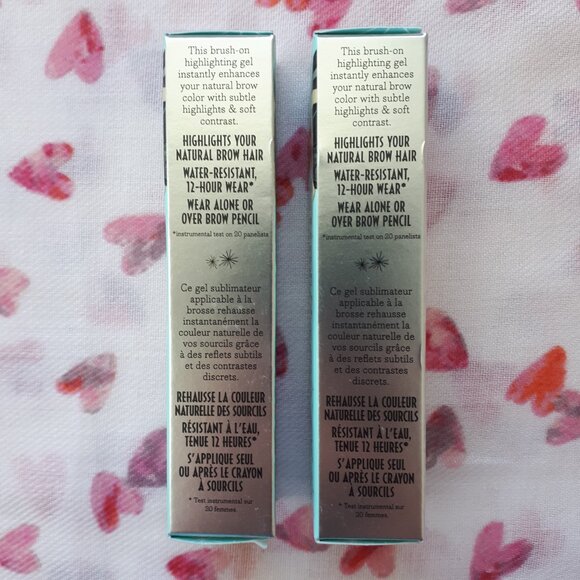 This brush-on
highlighting gel
instantly enhances
your natural brow
color with subtle
highlights & soft
contrast.
HIGHLIGHTS YOUR
NATURAL BROW HAIR
WATER-RESISTANT,
12-HOUR WEAR*
WEAR ALONE OR
OVER BROW PENCIL
*instrumental test on 20 panelists
Ce gel sublimateur
applicable à la
brosse rehausse
instantanément la
couleur naturelle de
vos sourcils grâce
à des reflets subtils
et des contrastes
discrets.
REHAUSSE LA COULEUR
NATURELLE DES SOURCILS
RÉSISTANT À L'EAU,
TENUE 12 HEURES*
S'APPLIQUE SEUL
OU APRÈS LE CRAYON
À SOURCILS
* Test instrumental sur
20 femmes.
This brush-on
highlighting gel
instantly enhances
your natural brow
color with subtle
highlights & soft
contrast.
HIGHLIGHTS YOUR
NATURAL BROW HAIR
WATER-RESISTANT,
12-HOUR WEAR*
WEAR ALONE OR
OVER BROW PENCIL
*instrumental test on 20 panelists
Ce gel sublimateur
applicable à la
brosse rehausse
instantanément la
couleur naturelle de
vos sourcils grâce
à des reflets subtils
et des contrastes
discrets.
REHAUSSE LA COULEUR
NATURELLE DES SOURCILS
RÉSISTANT À L'EAU,
TENUE 12 HEURES*
S'APPLIQUE SEUL
OU APRÈS LE CRAYON
À SOURCILS
* Test instrumental sur
20 femmes.